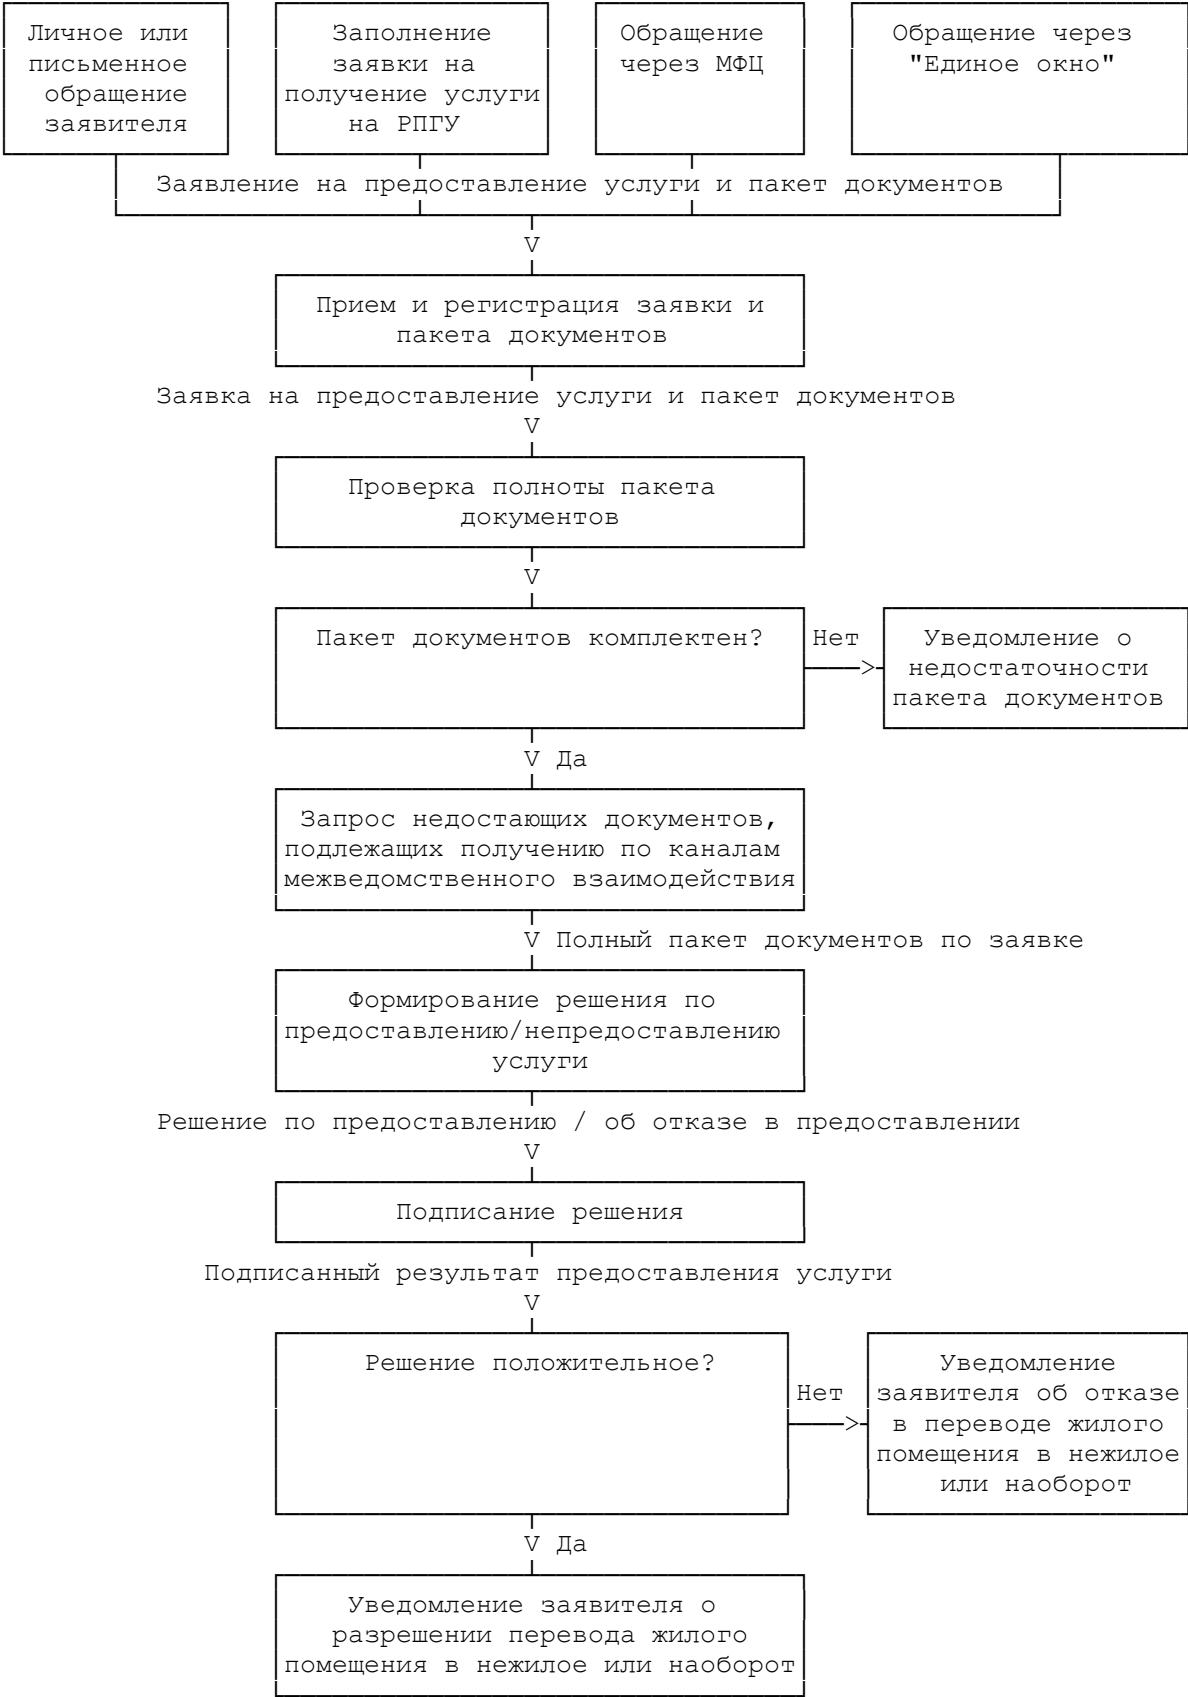 Личное или
письменное
обращение
заявителя
Заполнение
заявки на
получение услуги
на РПГУ
Обращение
через МФЦ
Обращение через
"Единое окно"
Заявление на предоставление услуги и пакет документов
V
Прием и регистрация заявки и
пакета документов
Заявка на предоставление услуги и пакет документов
V
Проверка полноты пакета
документов
V
Пакет документов комплектен?
Нет
>
Уведомление о
недостаточности
пакета документов
V Да
Запрос недостающих документов,
подлежащих получению по каналам
межведомственного взаимодействия
V Полный пакет документов по заявке
Формирование решения по
предоставлению/непредоставлению
услуги
Решение по предоставлению / об отказе в предоставлении
V
Подписание решения
Подписанный результат предоставления услуги
V
Решение положительное?
Нет
>
Уведомление
заявителя об отказе
в переводе жилого
помещения в нежилое
или наоборот
V Да
Уведомление заявителя о
разрешении перевода жилого
помещения в нежилое или наоборот